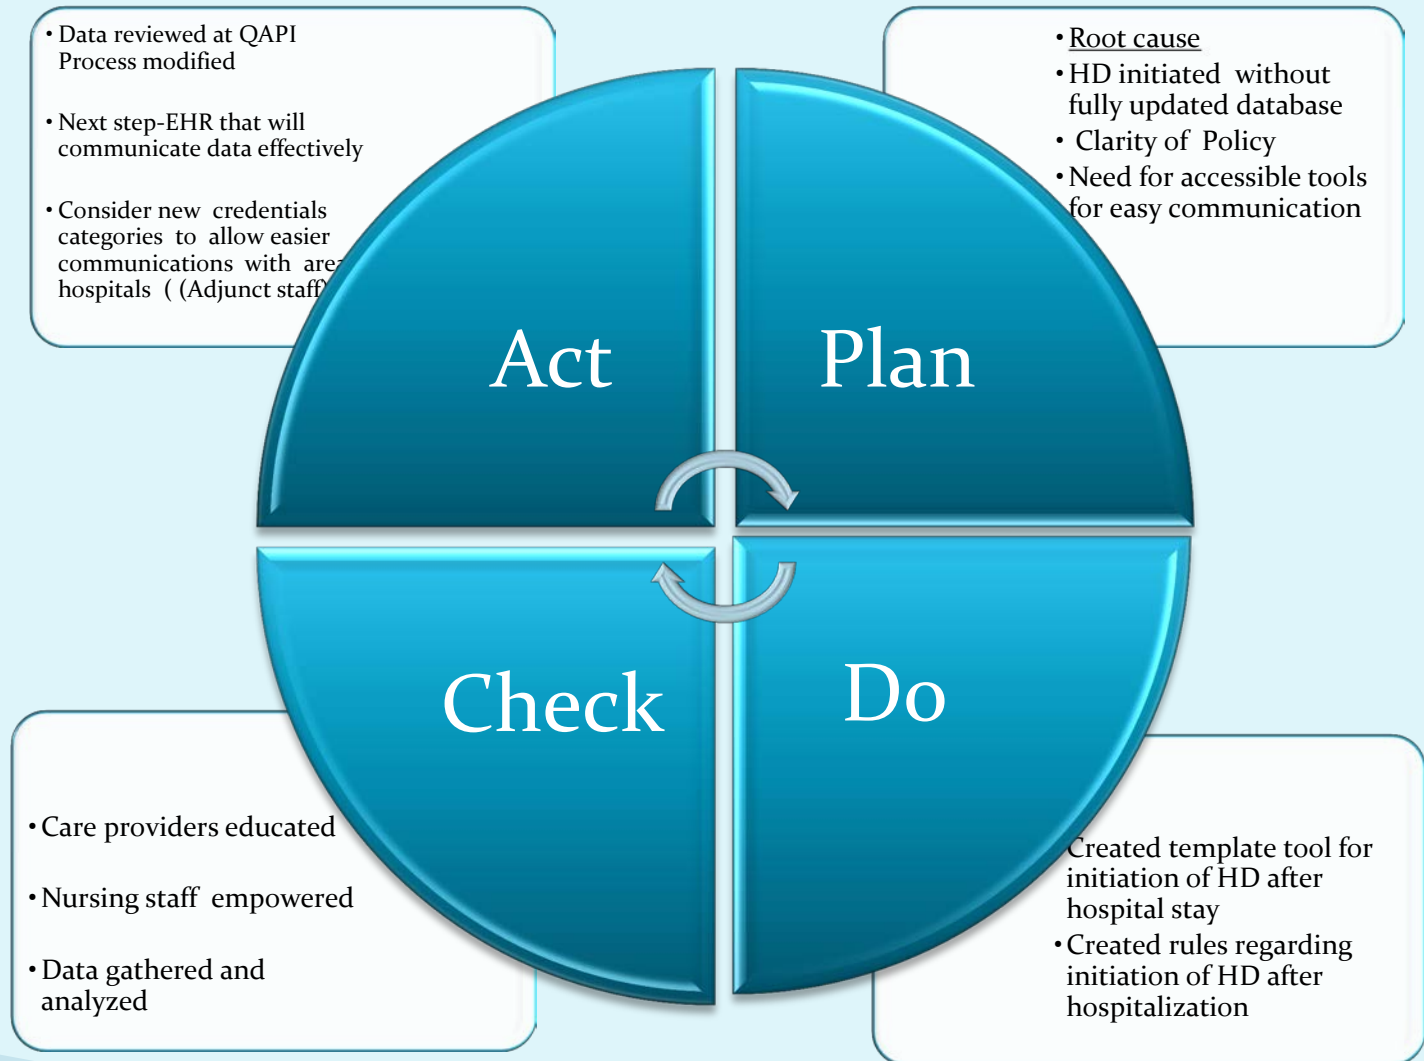 • Data reviewed at QAPI
Process modified
• Next step-EHR that will
communicate data effectively
• Consider new credentials
categories to allow easier
communications with area
hospitals ( (Adjunct staff)
• Root cause
• HD initiated without
fully updated database
• Clarity of Policy
• Need for accessible tools
for easy communication
Act
Plan
Check
Do
• Care providers educated
• Nursing staff empowered
• Data gathered and
analyzed
Created template tool for
initiation of HD after
hospital stay
• Created rules regarding
initiation of HD after
hospitalization